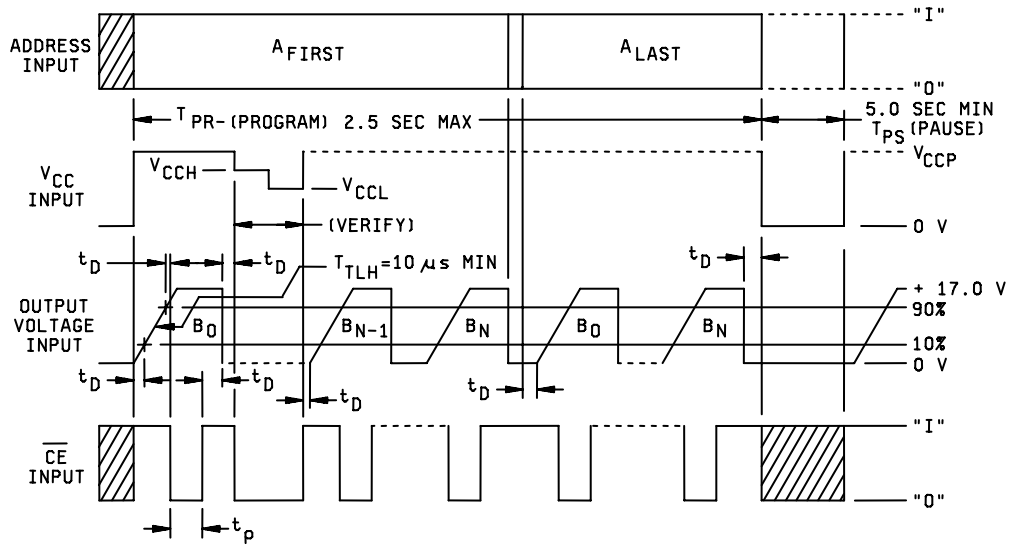 "I"
ADDRESS
INPUT
A FIRST
A LAST
"O"
T PR-(PROGRAM) 2.5 SEC MAX
5.0 SEC MIN
T PS (PAUSE)
V CC
INPUT
V CCH
V CCL
V CCP
(VERIFY)
0 V
t D
t D
T TLH = 10 μs MIN
t D
OUTPUT
VOLTAGE
INPUT
B 0
B N-1
B N
B 0
B N
+ 17.0 V
90%
10%
0 V
t D
t D
t D
t D
CE
INPUT
"I"
"O"
t p